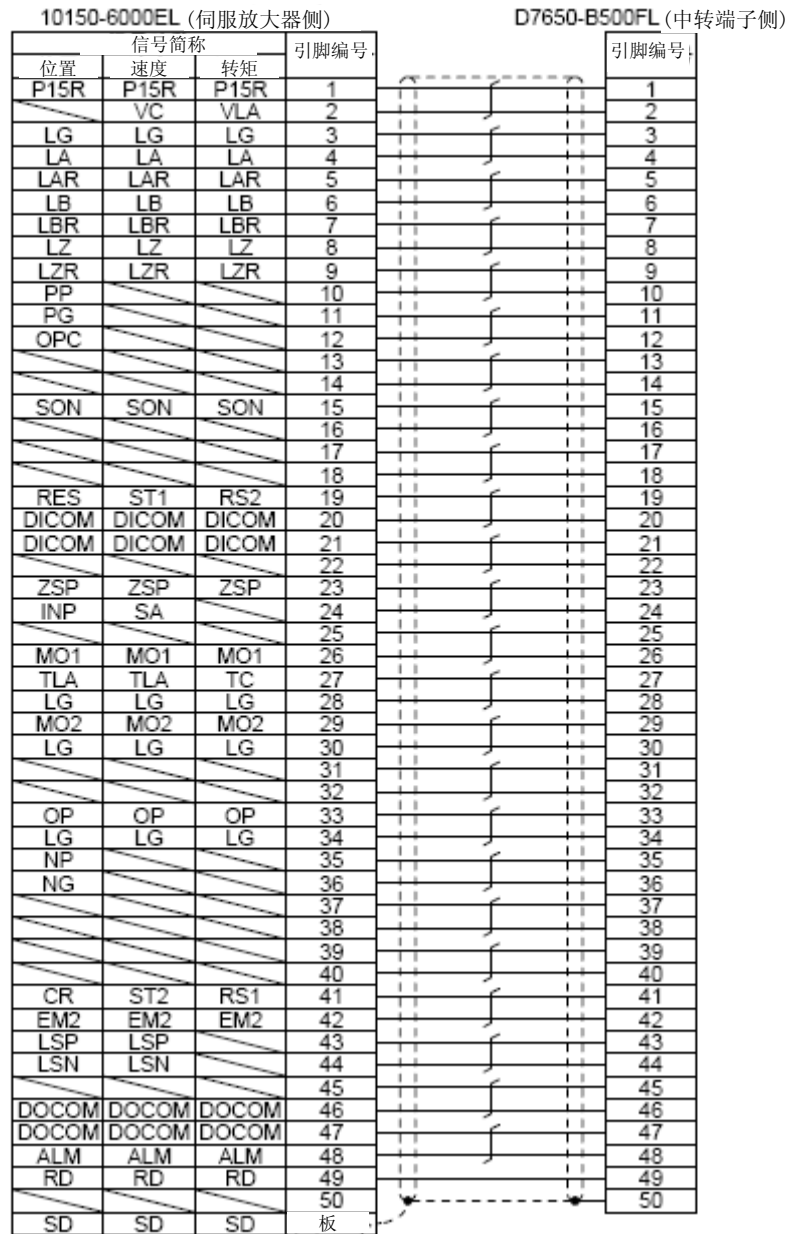 10150-6000EL (伺服放大器侧) D7650-B500FL (中转端子侧)
信号简称 引脚编号 引脚编号
位置 速度 转矩
P15R P15R P15R 1 1
VC VLA 2 2
LG LG LG 3 3
LA LA LA 4 4
LAR LAR LAR 5 5
LB LB LB 6 6
LBR LBR LBR 7 7
LZ LZ LZ 8 8
LZR LZR LZR 9 9
PP 10 10
PG 11 11
OPC 12 12
13 13
14 14
SON SON SON 15 15
16 16
17 17
18 18
RES ST1 RS2 19 19
DICOM DICOM DICOM 20 20
DICOM DICOM DICOM 21 21
22 22
ZSP ZSP ZSP 23 23
INP SA 24 24
25 25
MO1 MO1 MO1 26 26
TLA TLA TC 27 27
LG LG LG 28 28
MO2 MO2 MO2 29 29
LG LG LG 30 30
31 31
32 32
OP OP OP 33 33
LG LG LG 34 34
NP 35 35
NG 36 36
37 37
38 38
39 39
40 40
CR ST2 RS1 41 41
EM2 EM2 EM2 42 42
LSP LSP 43 43
LSN LSN 44 44
45 45
DOCOM DOCOM DOCOM 46 46
DOCOM DOCOM DOCOM 47 47
ALM ALM ALM 48 48
RD RD RD 49 49
50 50
SD SD SD 板